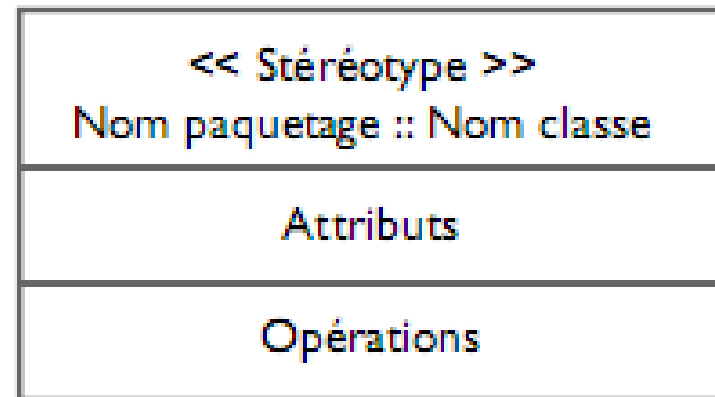 << Stéréotype >>
Nom paquetage :: Nom classe
Attributs
Opérations